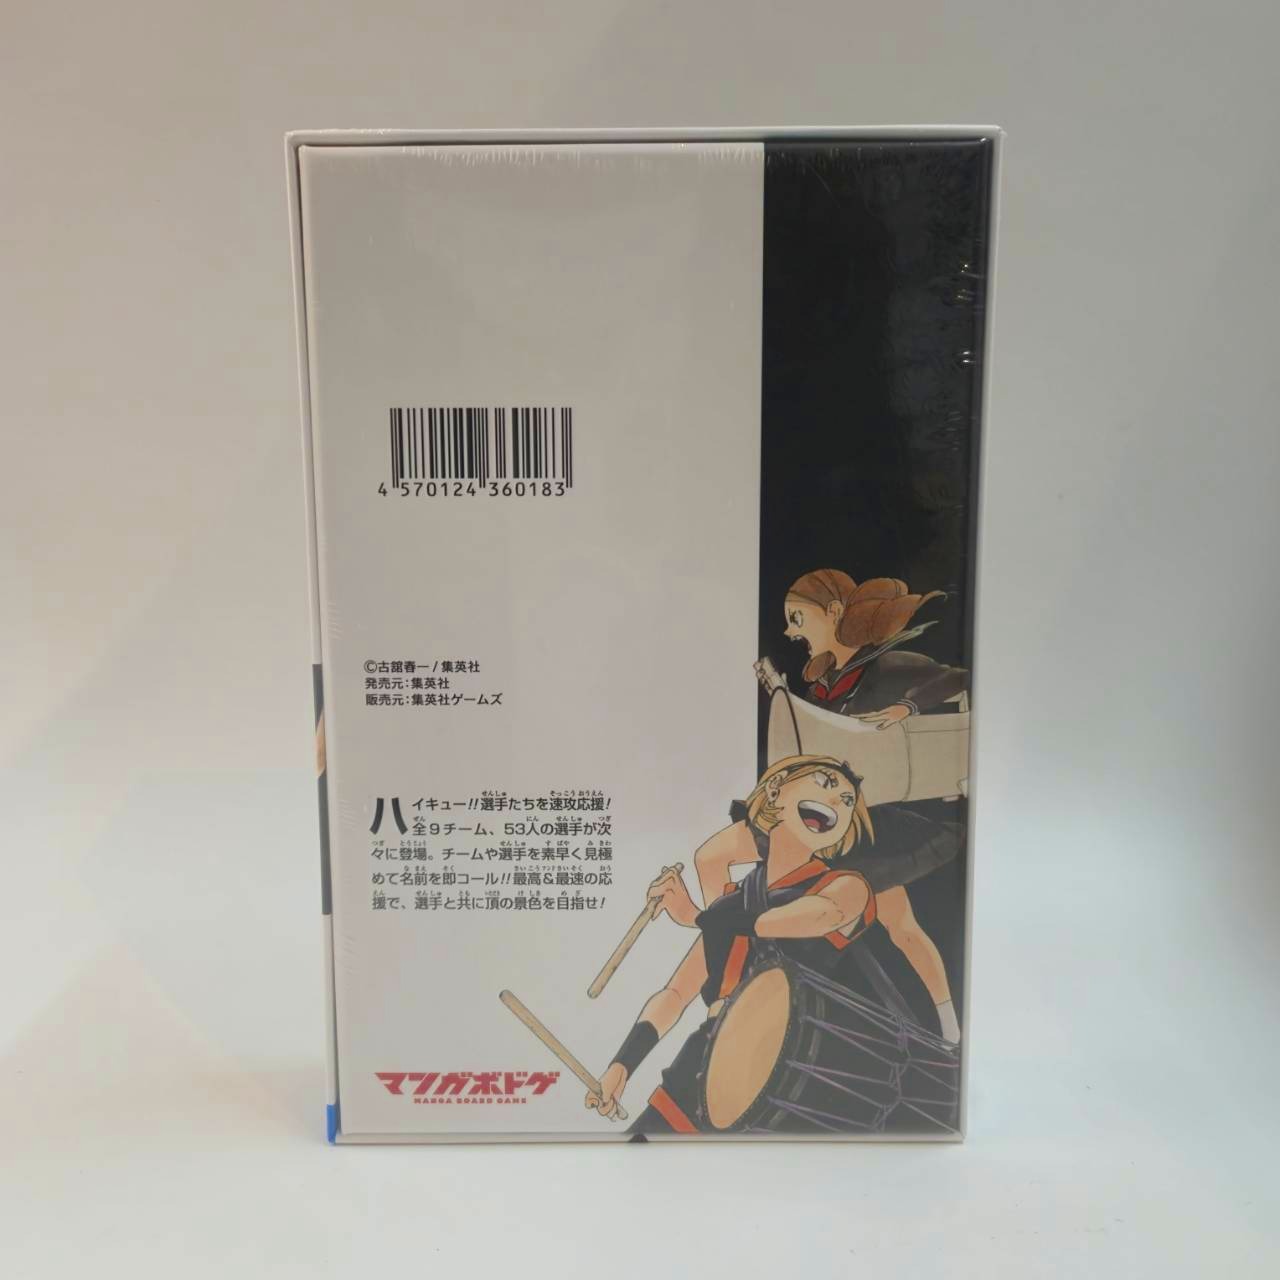 4 570124 360183
©古舘春一/集英社
発売元:集英社
販売元:集英社ゲームズ
ハイキュー!!選手たちを速攻応援!
全9チーム、53人の選手が次
々に登場。チームや選手を素早く見極
めて名前を即コール!!最高&最速の応
援で、選手と共に頂の景色を目指せ!
マンガボドゲ
MANGA BOARD GAME